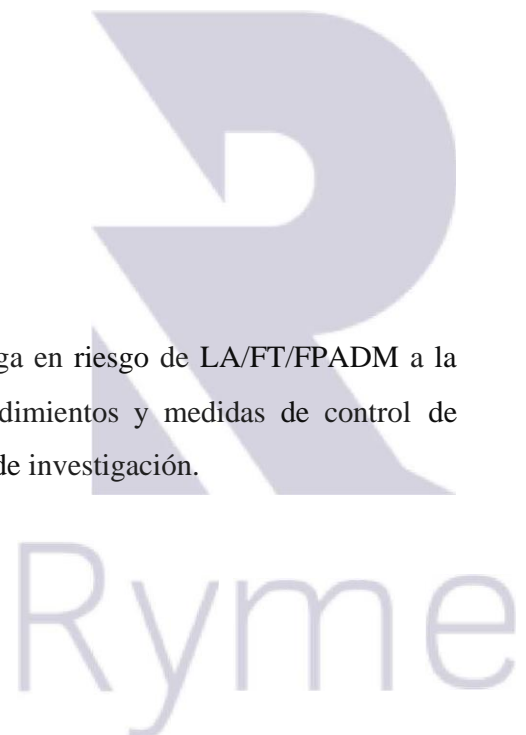 ga en riesgo de LA/FT/FPADM a la
dimientos y medidas de control de
de investigación.
Ryme